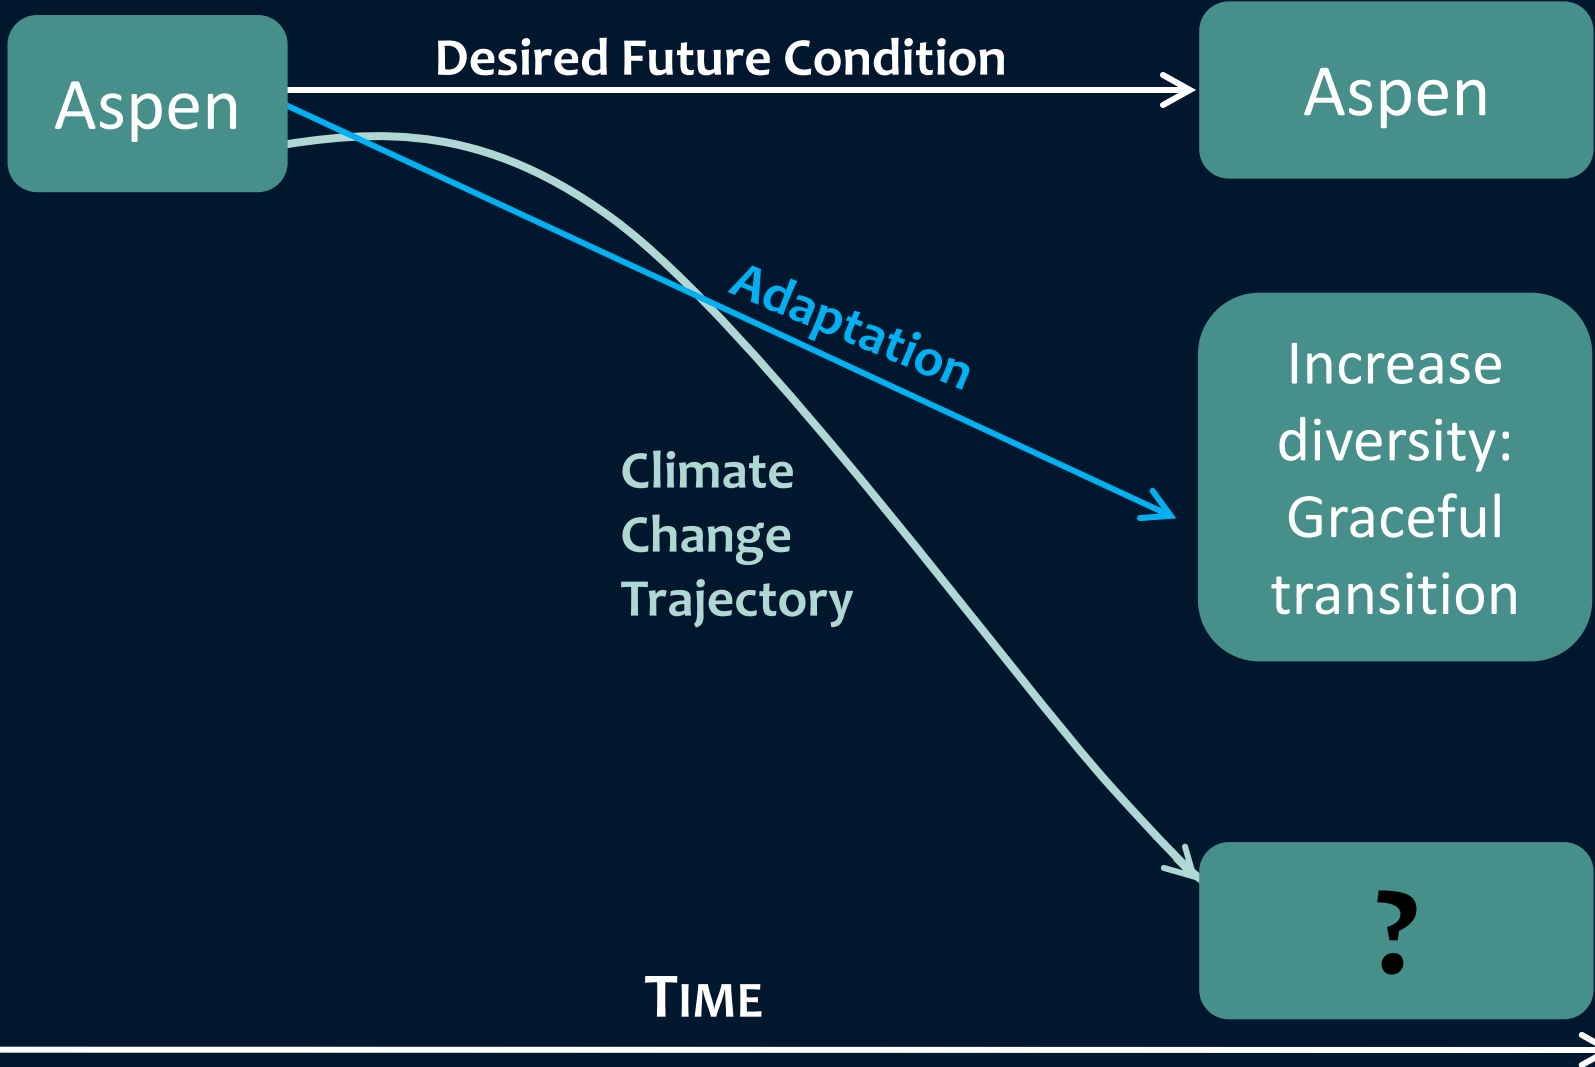 Aspen
Desired Future Condition
Aspen
Adaptation
Increase
diversity:
Graceful
transition
Climate
Change
Trajectory
?
TIME